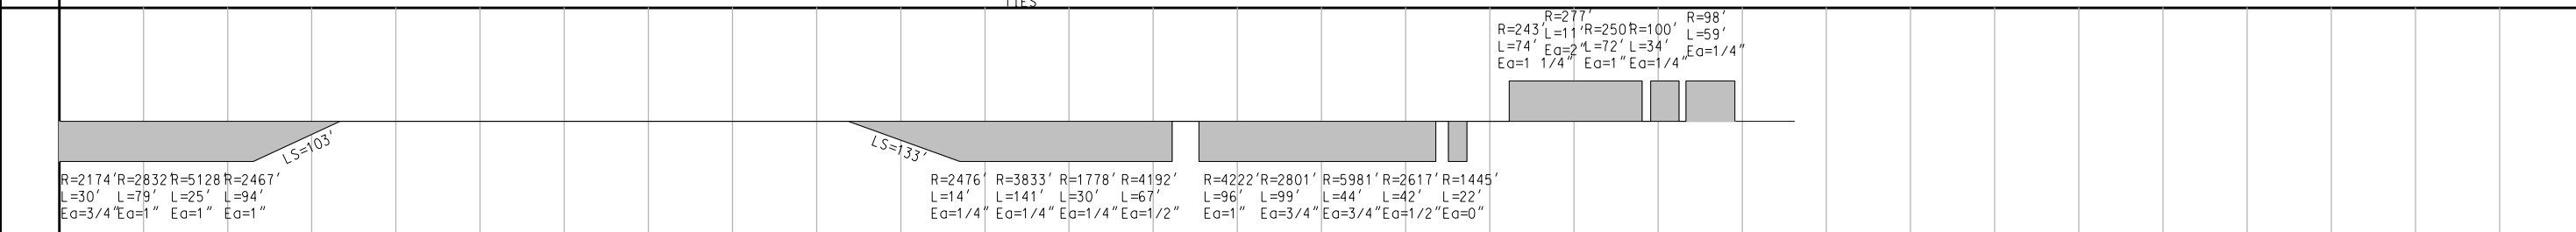 TIES
R=277'
L=11'
Ea=2"
R=98'
L=59'
Ea=1/4"
R=243'
L=74'
Ea=1 1/4"
R=250'
L=72'
Ea=1"
R=100'
L=34'
Ea=1/4"
LS=103'
LS=133'
R=2174'
L=30'
Ea=3/4"
R=2832'
L=79'
Ea=1"
R=5128'
L=25'
Ea=1"
R=2467'
L=94'
Ea=1"
R=2476'
L=14'
Ea=1/4"
R=3833'
L=141'
Ea=1/4"
R=1778'
L=30'
Ea=1/4"
R=4192'
L=67'
Ea=1/2"
R=4222'
L=96'
Ea=1"
R=2801'
L=99'
Ea=3/4"
R=5981'
L=44'
Ea=3/4"
R=2617'
L=42'
Ea=1/2"
R=1445'
L=22'
Ea=0"